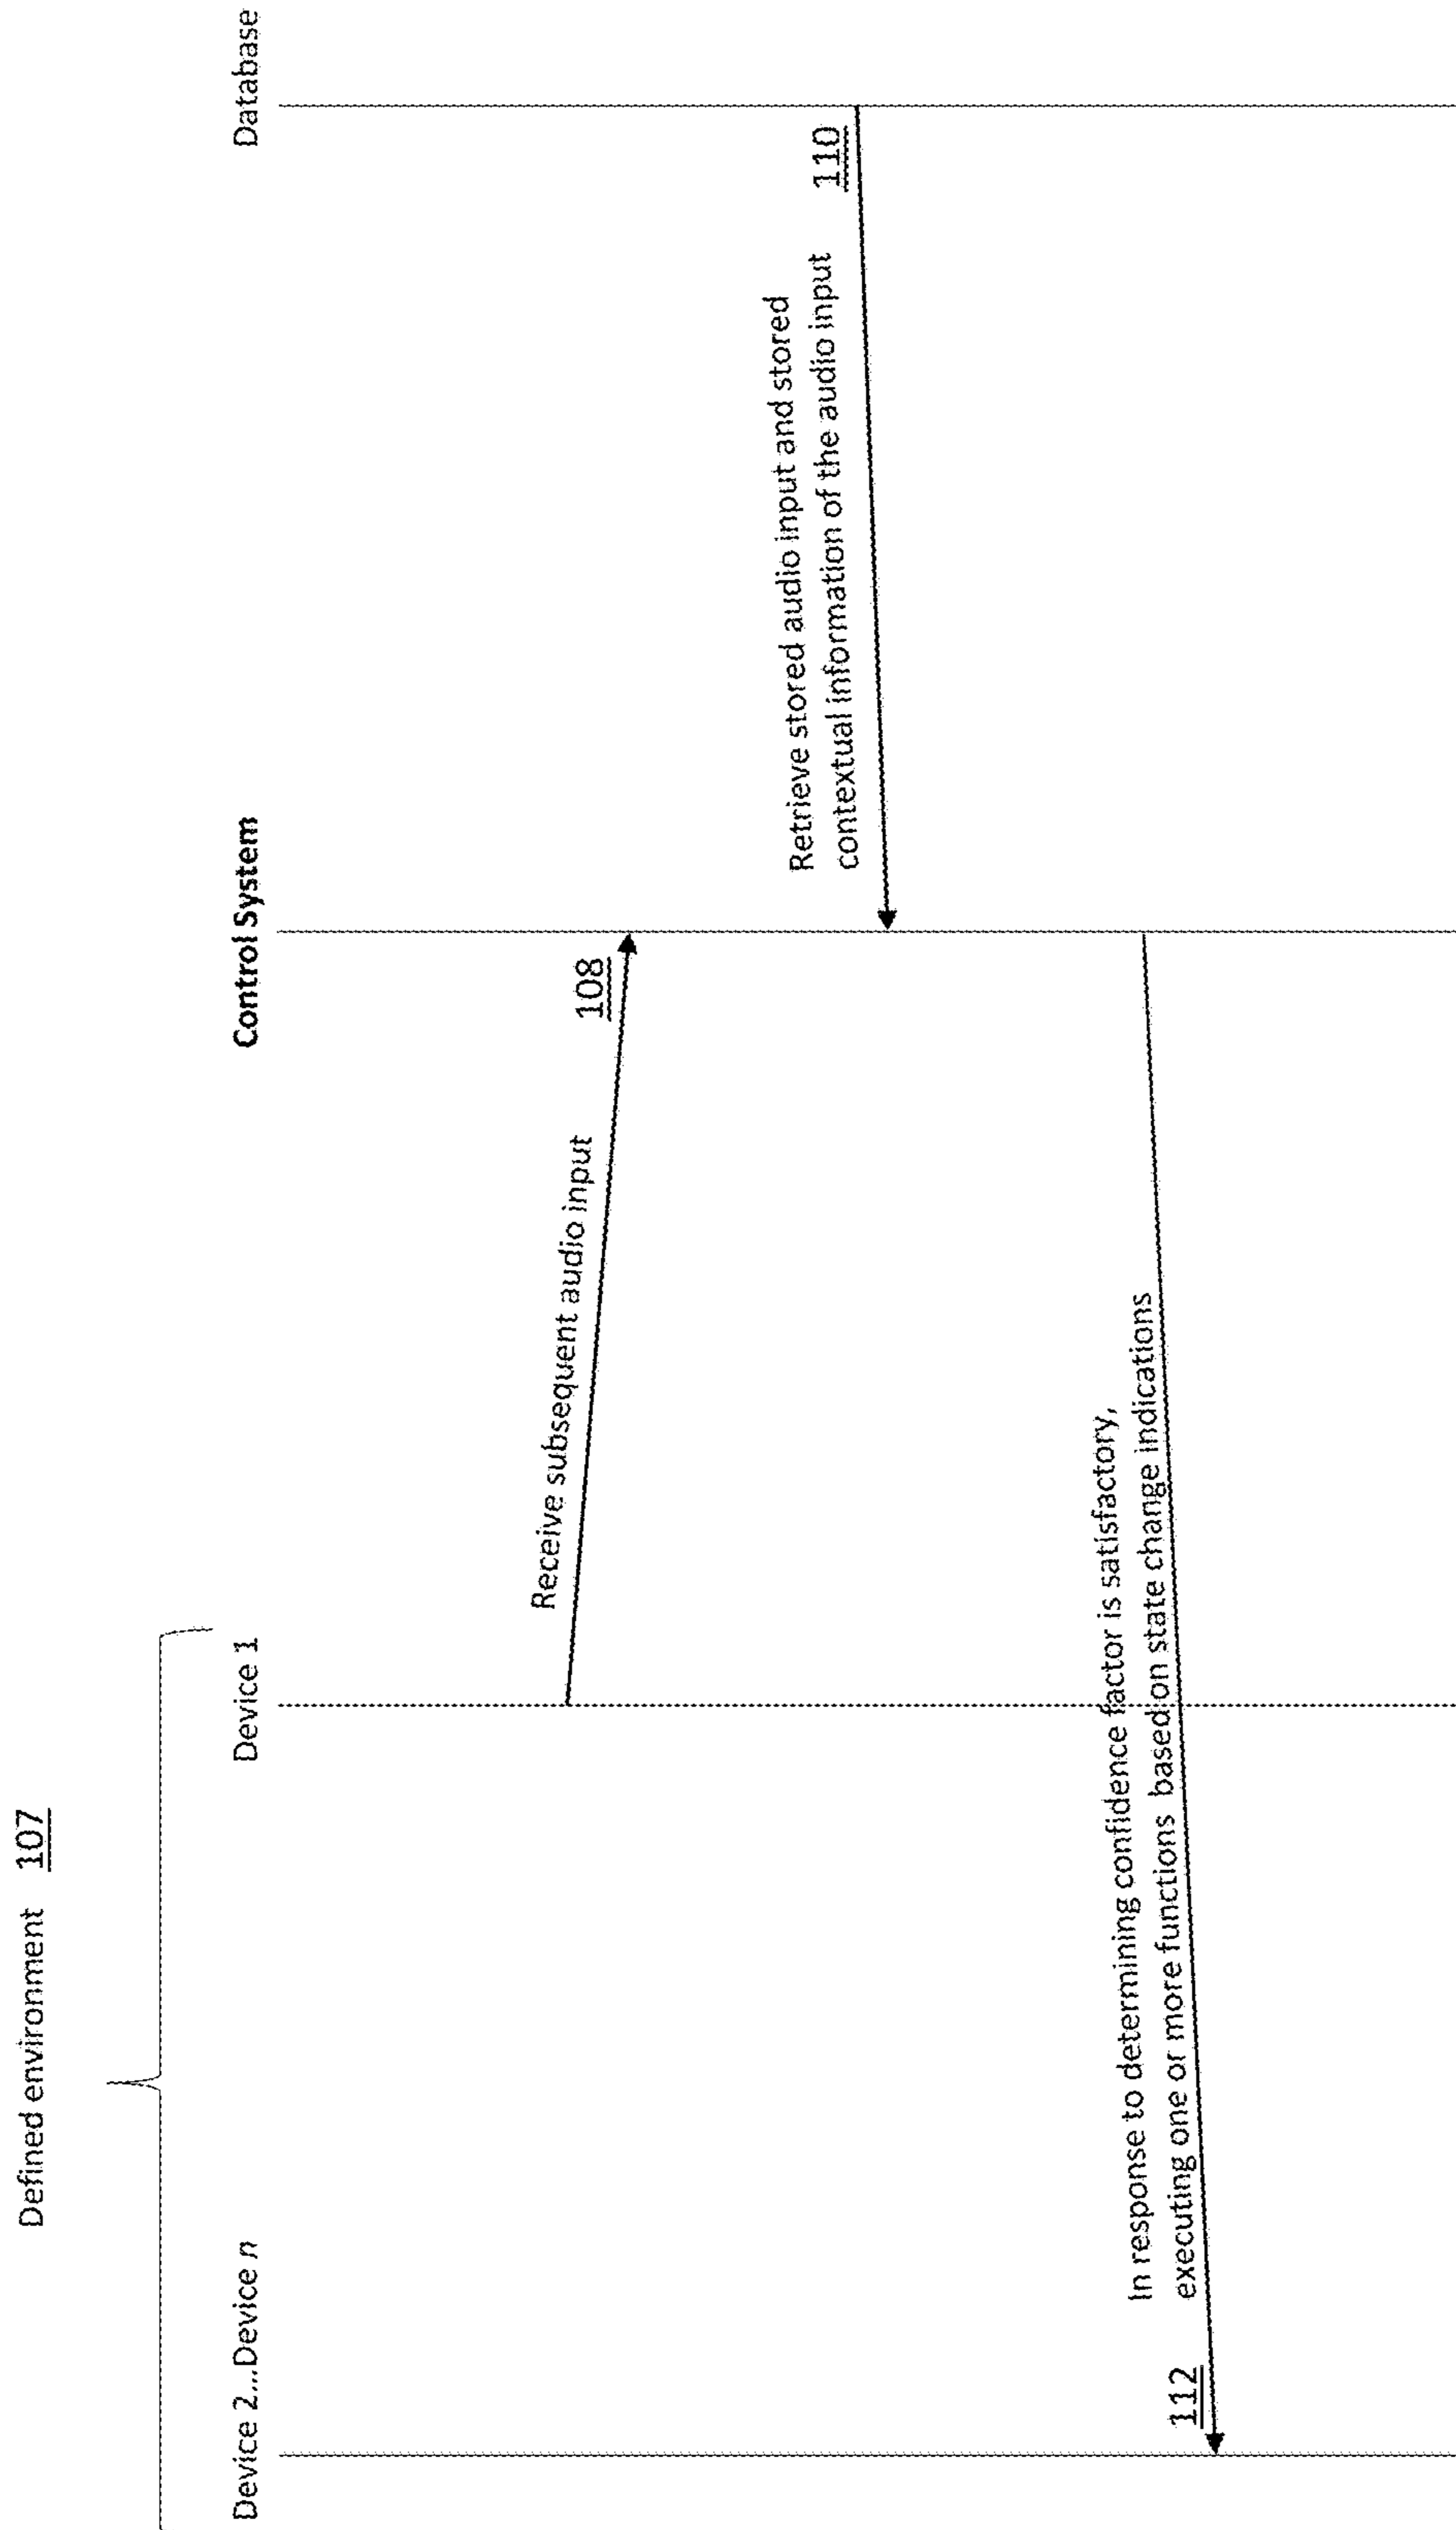 Defined environment 107
Device 2...Device n
Device 1
Control System
Database
Receive subsequent audio input
108
Retrieve stored audio input and stored
contextual information of the audio input
110
In response to determining confidence factor is satisfactory,
executing one or more functions based on state change indications
112